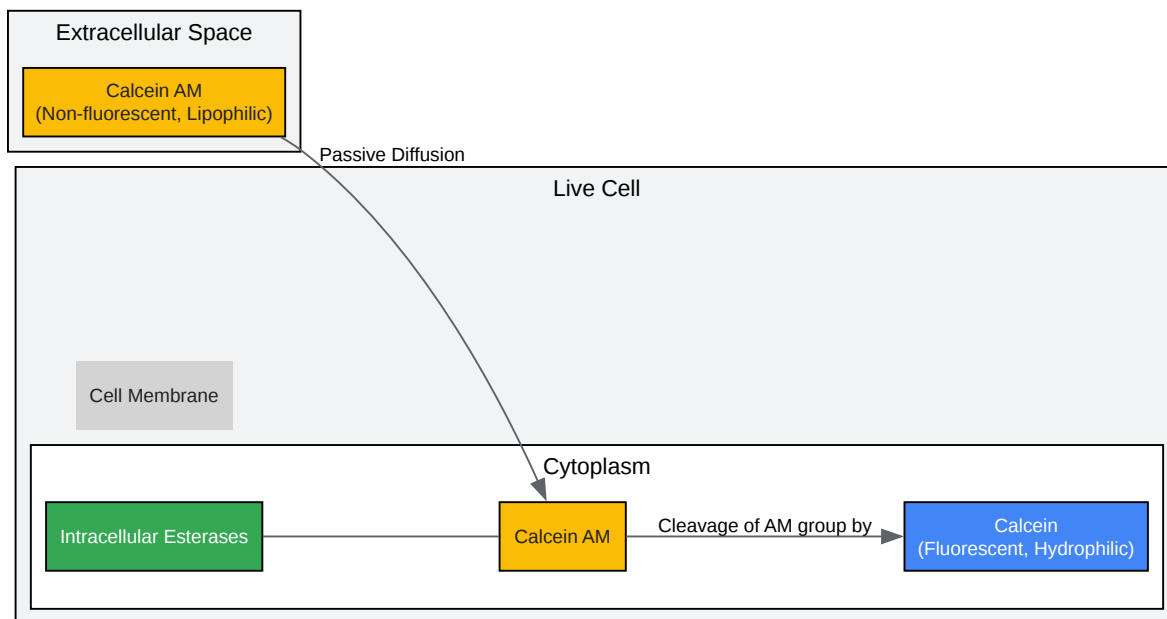 Extracellular Space
Calcein AM
(Non-fluorescent, Lipophilic)
Passive Diffusion
Live Cell
Cell Membrane
Cytoplasm
Intracellular Esterases
Calcein AM
Cleavage of AM group by
Calcein
(Fluorescent, Hydrophilic)